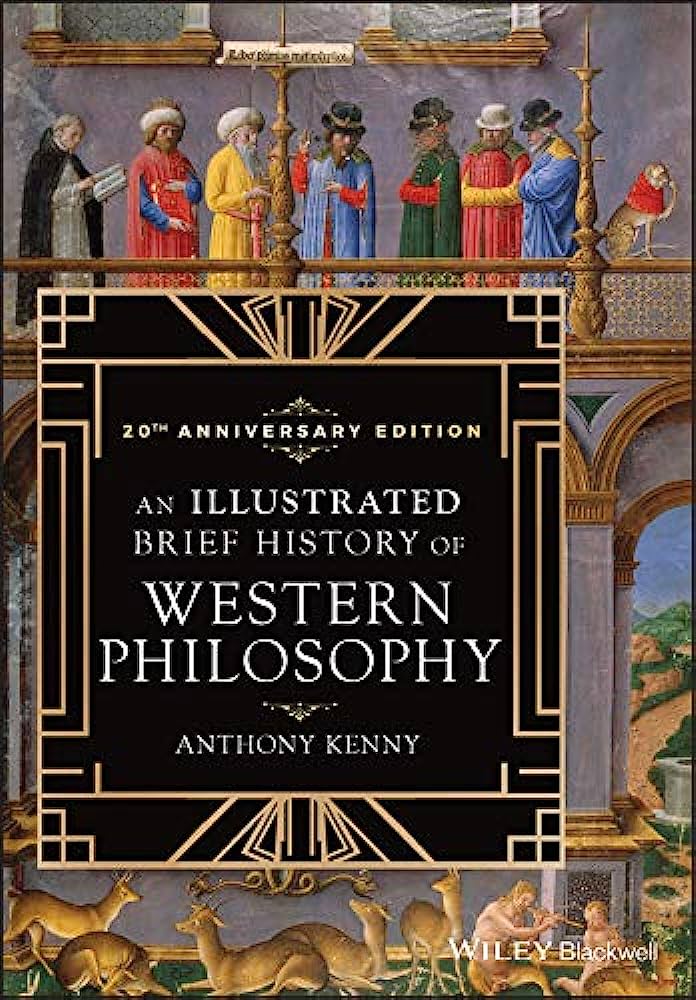 20TH ANNIVERSARY EDITION
AN ILLUSTRATED
BRIEF HISTORY OF
WESTERN
PHILOSOPHY
ANTHONY KENNY
WILEY Blackwell